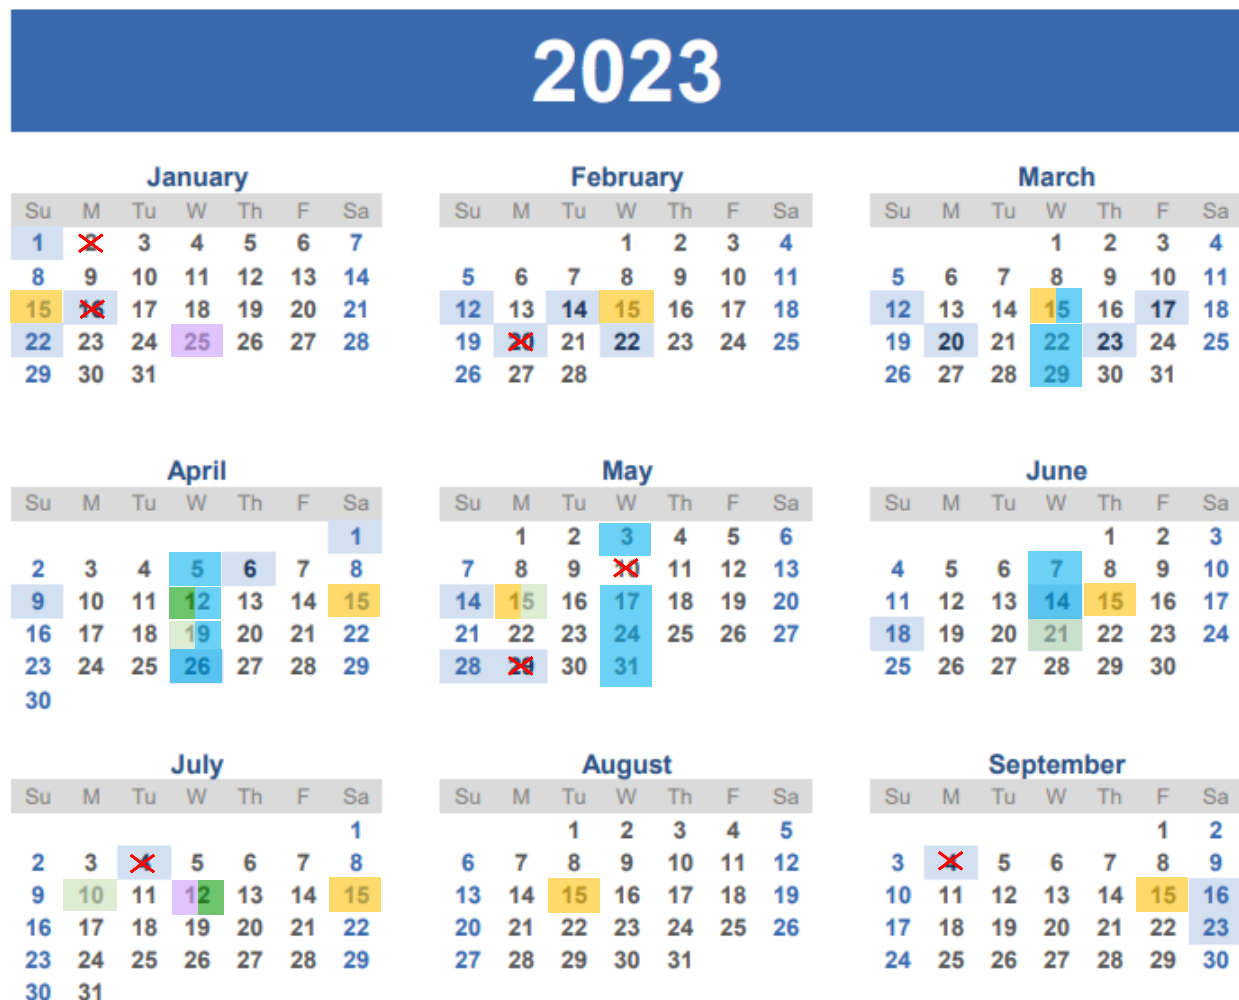 2023
January
Su M Tu W Th F Sa
1 2 3 4 5 6 7
8 9 10 11 12 13 14
15 16 17 18 19 20 21
22 23 24 25 26 27 28
29 30 31
February
Su M Tu W Th F Sa
1 2 3 4
5 6 7 8 9 10 11
12 13 14 15 16 17 18
19 20 21 22 23 24 25
26 27 28
March
Su M Tu W Th F Sa
1 2 3 4
5 6 7 8 9 10 11
12 13 14 15 16 17 18
19 20 21 22 23 24 25
26 27 28 29 30 31
April
Su M Tu W Th F Sa
1
2 3 4 5 6 7 8
9 10 11 12 13 14 15
16 17 18 19 20 21 22
23 24 25 26 27 28 29
30
May
Su M Tu W Th F Sa
1 2 3 4 5 6
7 8 9 10 11 12 13
14 15 16 17 18 19 20
21 22 23 24 25 26 27
28 29 30 31
June
Su M Tu W Th F Sa
1 2 3
4 5 6 7 8 9 10
11 12 13 14 15 16 17
18 19 20 21 22 23 24
25 26 27 28 29 30
July
Su M Tu W Th F Sa
1
2 3 4 5 6 7 8
9 10 11 12 13 14 15
16 17 18 19 20 21 22
23 24 25 26 27 28 29
30 31
August
Su M Tu W Th F Sa
1 2 3 4 5
6 7 8 9 10 11 12
13 14 15 16 17 18 19
20 21 22 23 24 25 26
27 28 29 30 31
September
Su M Tu W Th F Sa
1 2
3 4 5 6 7 8 9
10 11 12 13 14 15 16
17 18 19 20 21 22 23
24 25 26 27 28 29 30